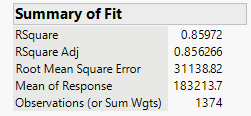 Summary of Fit
RSquare 0.85972
RSquare Adj 0.856266
Root Mean Square Error 31138.82
Mean of Response 183213.7
Observations (or Sum Wgts) 1374